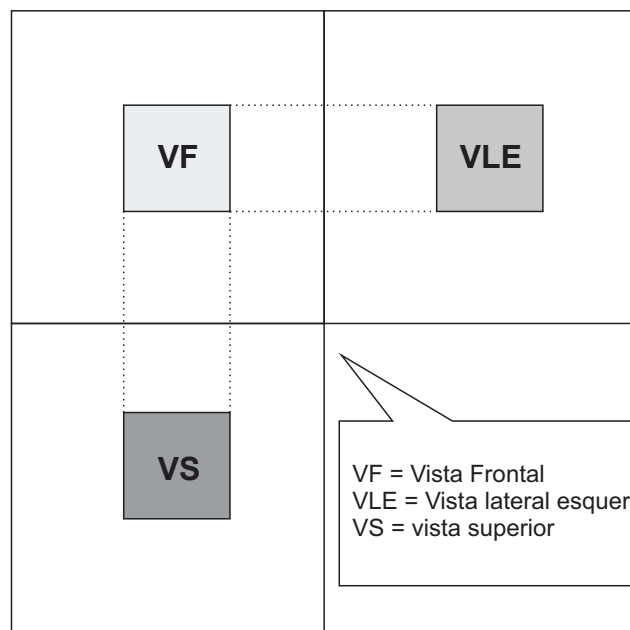 VF
VLE
VS
VF = Vista Frontal
VLE = Vista lateral esquer
VS = vista superior